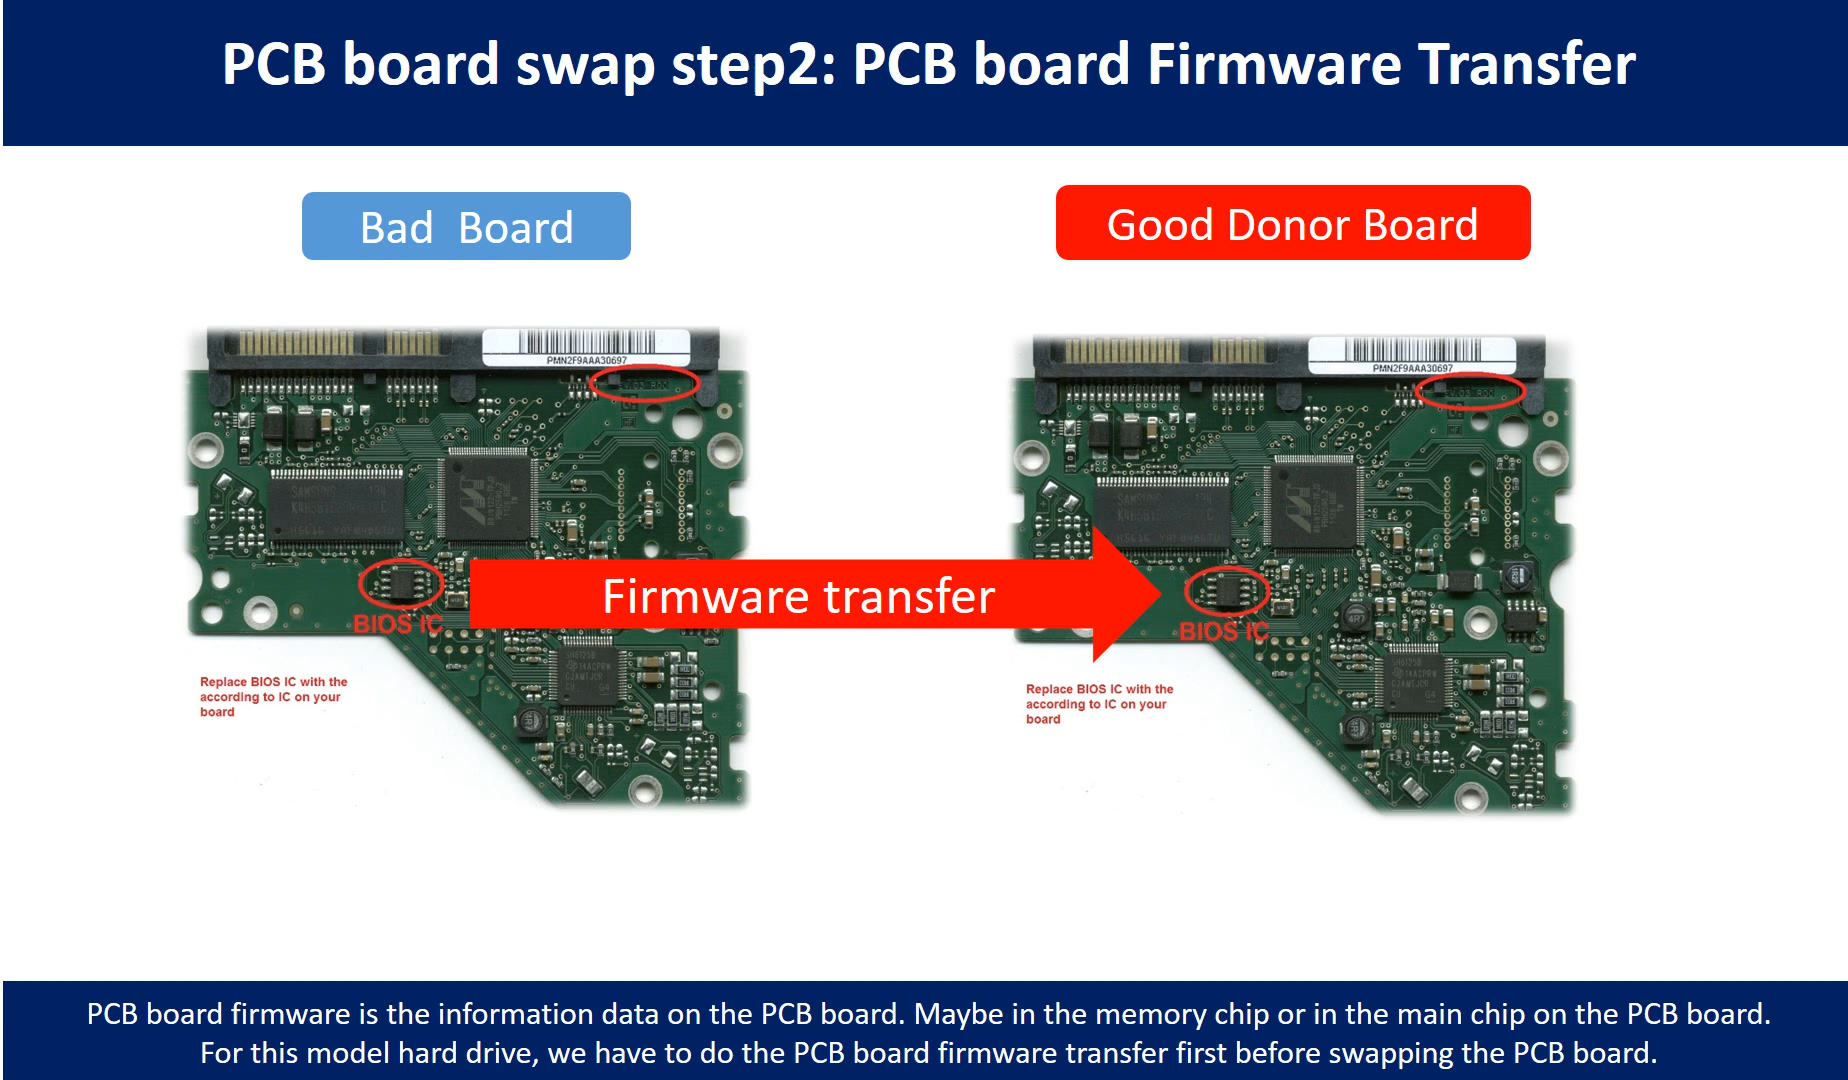 PCB board swap step2: PCB board Firmware Transfer
Bad Board
Good Donor Board
PMN2F9AAA30697
PMN2F9AAA30697
SAMSUNG
SAMSUNG
Firmware transfer
BIOS IC
BIOS IC
4R7
Replace BIOS IC with the
according to IC on your
board
Replace BIOS IC with the
according to IC on your
board
PCB board firmware is the information data on the PCB board. Maybe in the memory chip or in the main chip on the PCB board.
For this model hard drive, we have to do the PCB board firmware transfer first before swapping the PCB board.